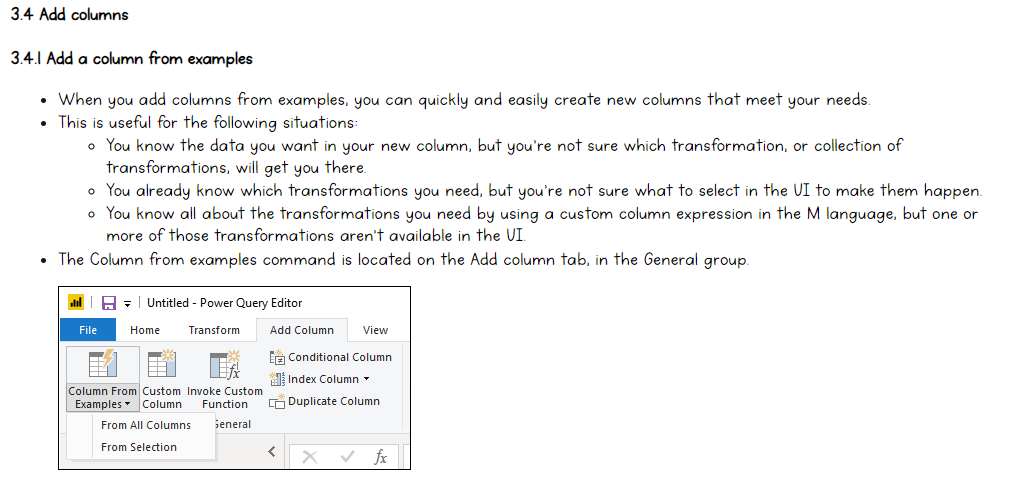 3.4 Add columns
3.4.1 Add a column from examples
• When you add columns from examples, you can quickly and easily create new columns that meet your needs.
• This is useful for the following situations:
○ You know the data you want in your new column, but you're not sure which transformation, or collection of
transformations, will get you there.
○ You already know which transformations you need, but you're not sure what to select in the UI to make them happen.
○ You know all about the transformations you need by using a custom column expression in the M language, but one or
more of those transformations aren't available in the UI.
• The Column from examples command is located on the Add column tab, in the General group.
Untitled - Power Query Editor
File Home Transform Add Column View
Column From Examples
Custom Column
Invoke Custom Function
Conditional Column
Index Column
Duplicate Column
General
From All Columns
From Selection
fx